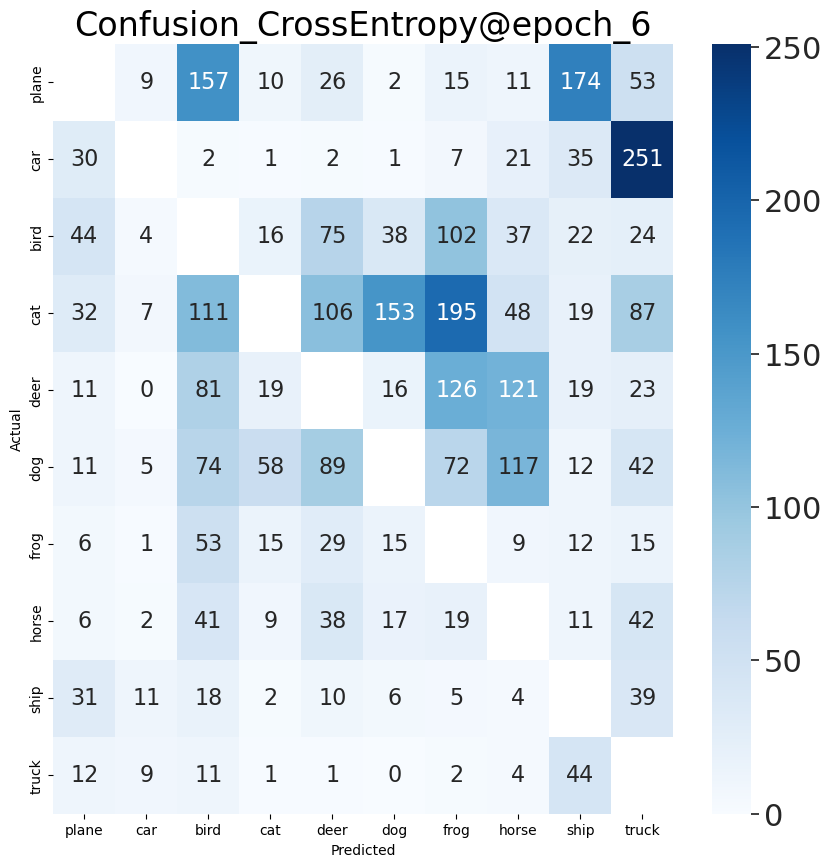 Confusion_CrossEntropy@epoch_6
plane 9 157 10 26 2 15 11 174 53
car 30 2 1 2 1 7 21 35 251
bird 44 4 16 75 38 102 37 22 24
cat 32 7 111 106 153 195 48 19 87
deer 11 0 81 19 16 126 121 19 23
dog 11 5 74 58 89 72 117 12 42
frog 6 1 53 15 29 15 9 12 15
horse 6 2 41 9 38 17 19 11 42
ship 31 11 18 2 10 6 5 4 39
truck 12 9 11 1 1 0 2 4 44
Actual
plane car bird cat deer dog frog horse ship truck
Predicted
250
200
150
100
50
0